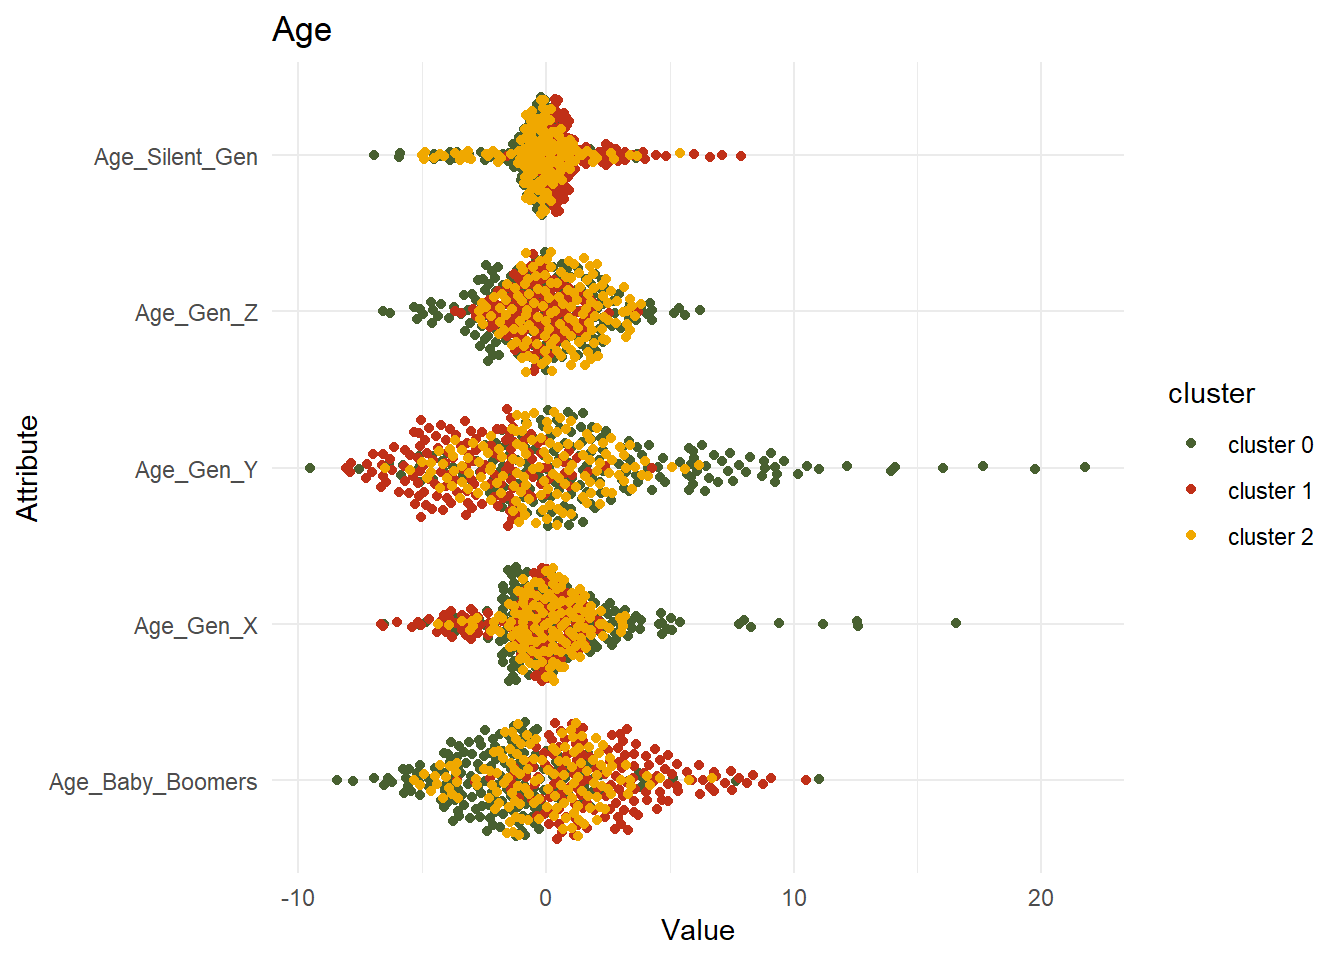 Age
Age_Silent_Gen
Age_Gen_Z
Age_Gen_Y
Age_Gen_X
Age_Baby_Boomers
Attribute
-10
0
10
20
Value
cluster
cluster 0
cluster 1
cluster 2